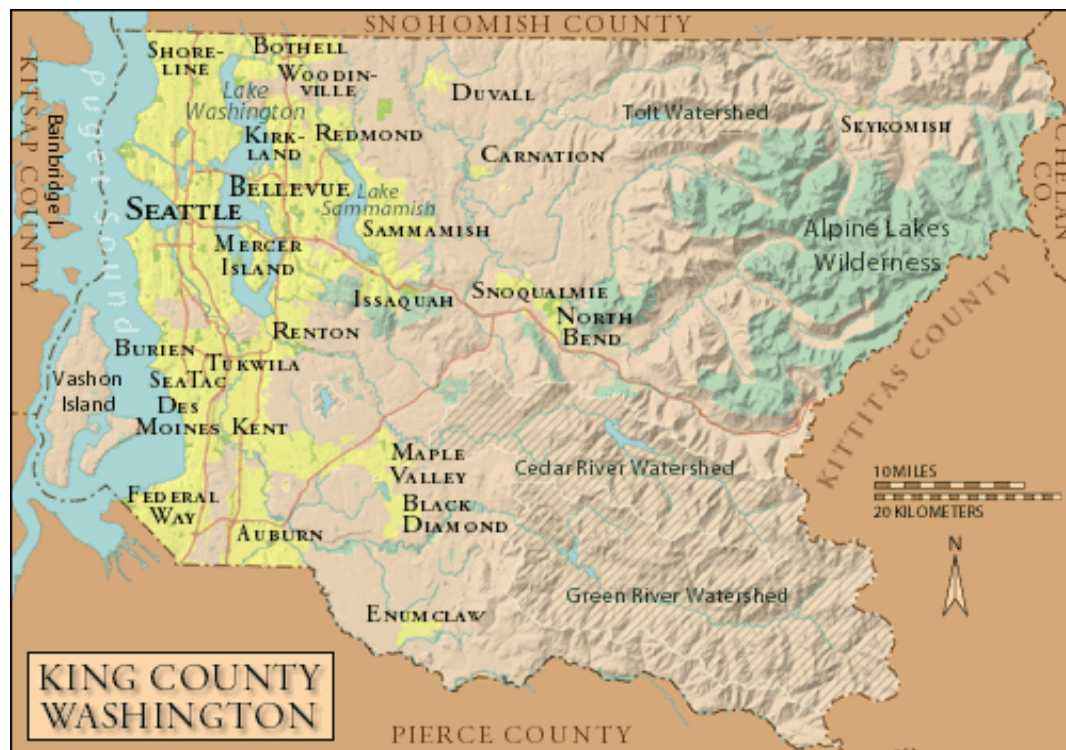 SNOHOMISH COUNTY
KITSAP COUNTY
Bainbridge I.
Puget Sound
SHORE-
LINE
BOTHELL
WOODIN-
VILLE
Lake
Washington
KIRK-
LAND
REDMOND
DUVALL
Tolt Watershed
SKYKOMISH
CHELAN
CO.
CARNATION
BELLEVUE
Lake
Sammamish
SEATTLE
SAMMAMISH
MERCER
ISLAND
Alpine Lakes
Wilderness
ISSAQUAH
SNOQUALMIE
NORTH
BEND
RENTON
BURIEN
TUKWILA
SEATAC
Vashon
Island
DES
MOINES
KENT
KITTITAS COUNTY
MAPLE
VALLEY
Cedar River Watershed
10 MILES
20 KILOMETERS
FEDERAL
WAY
BLACK
DIAMOND
AUBURN
N
Green River Watershed
ENUMCLAW
KING COUNTY
WASHINGTON
PIERCE COUNTY